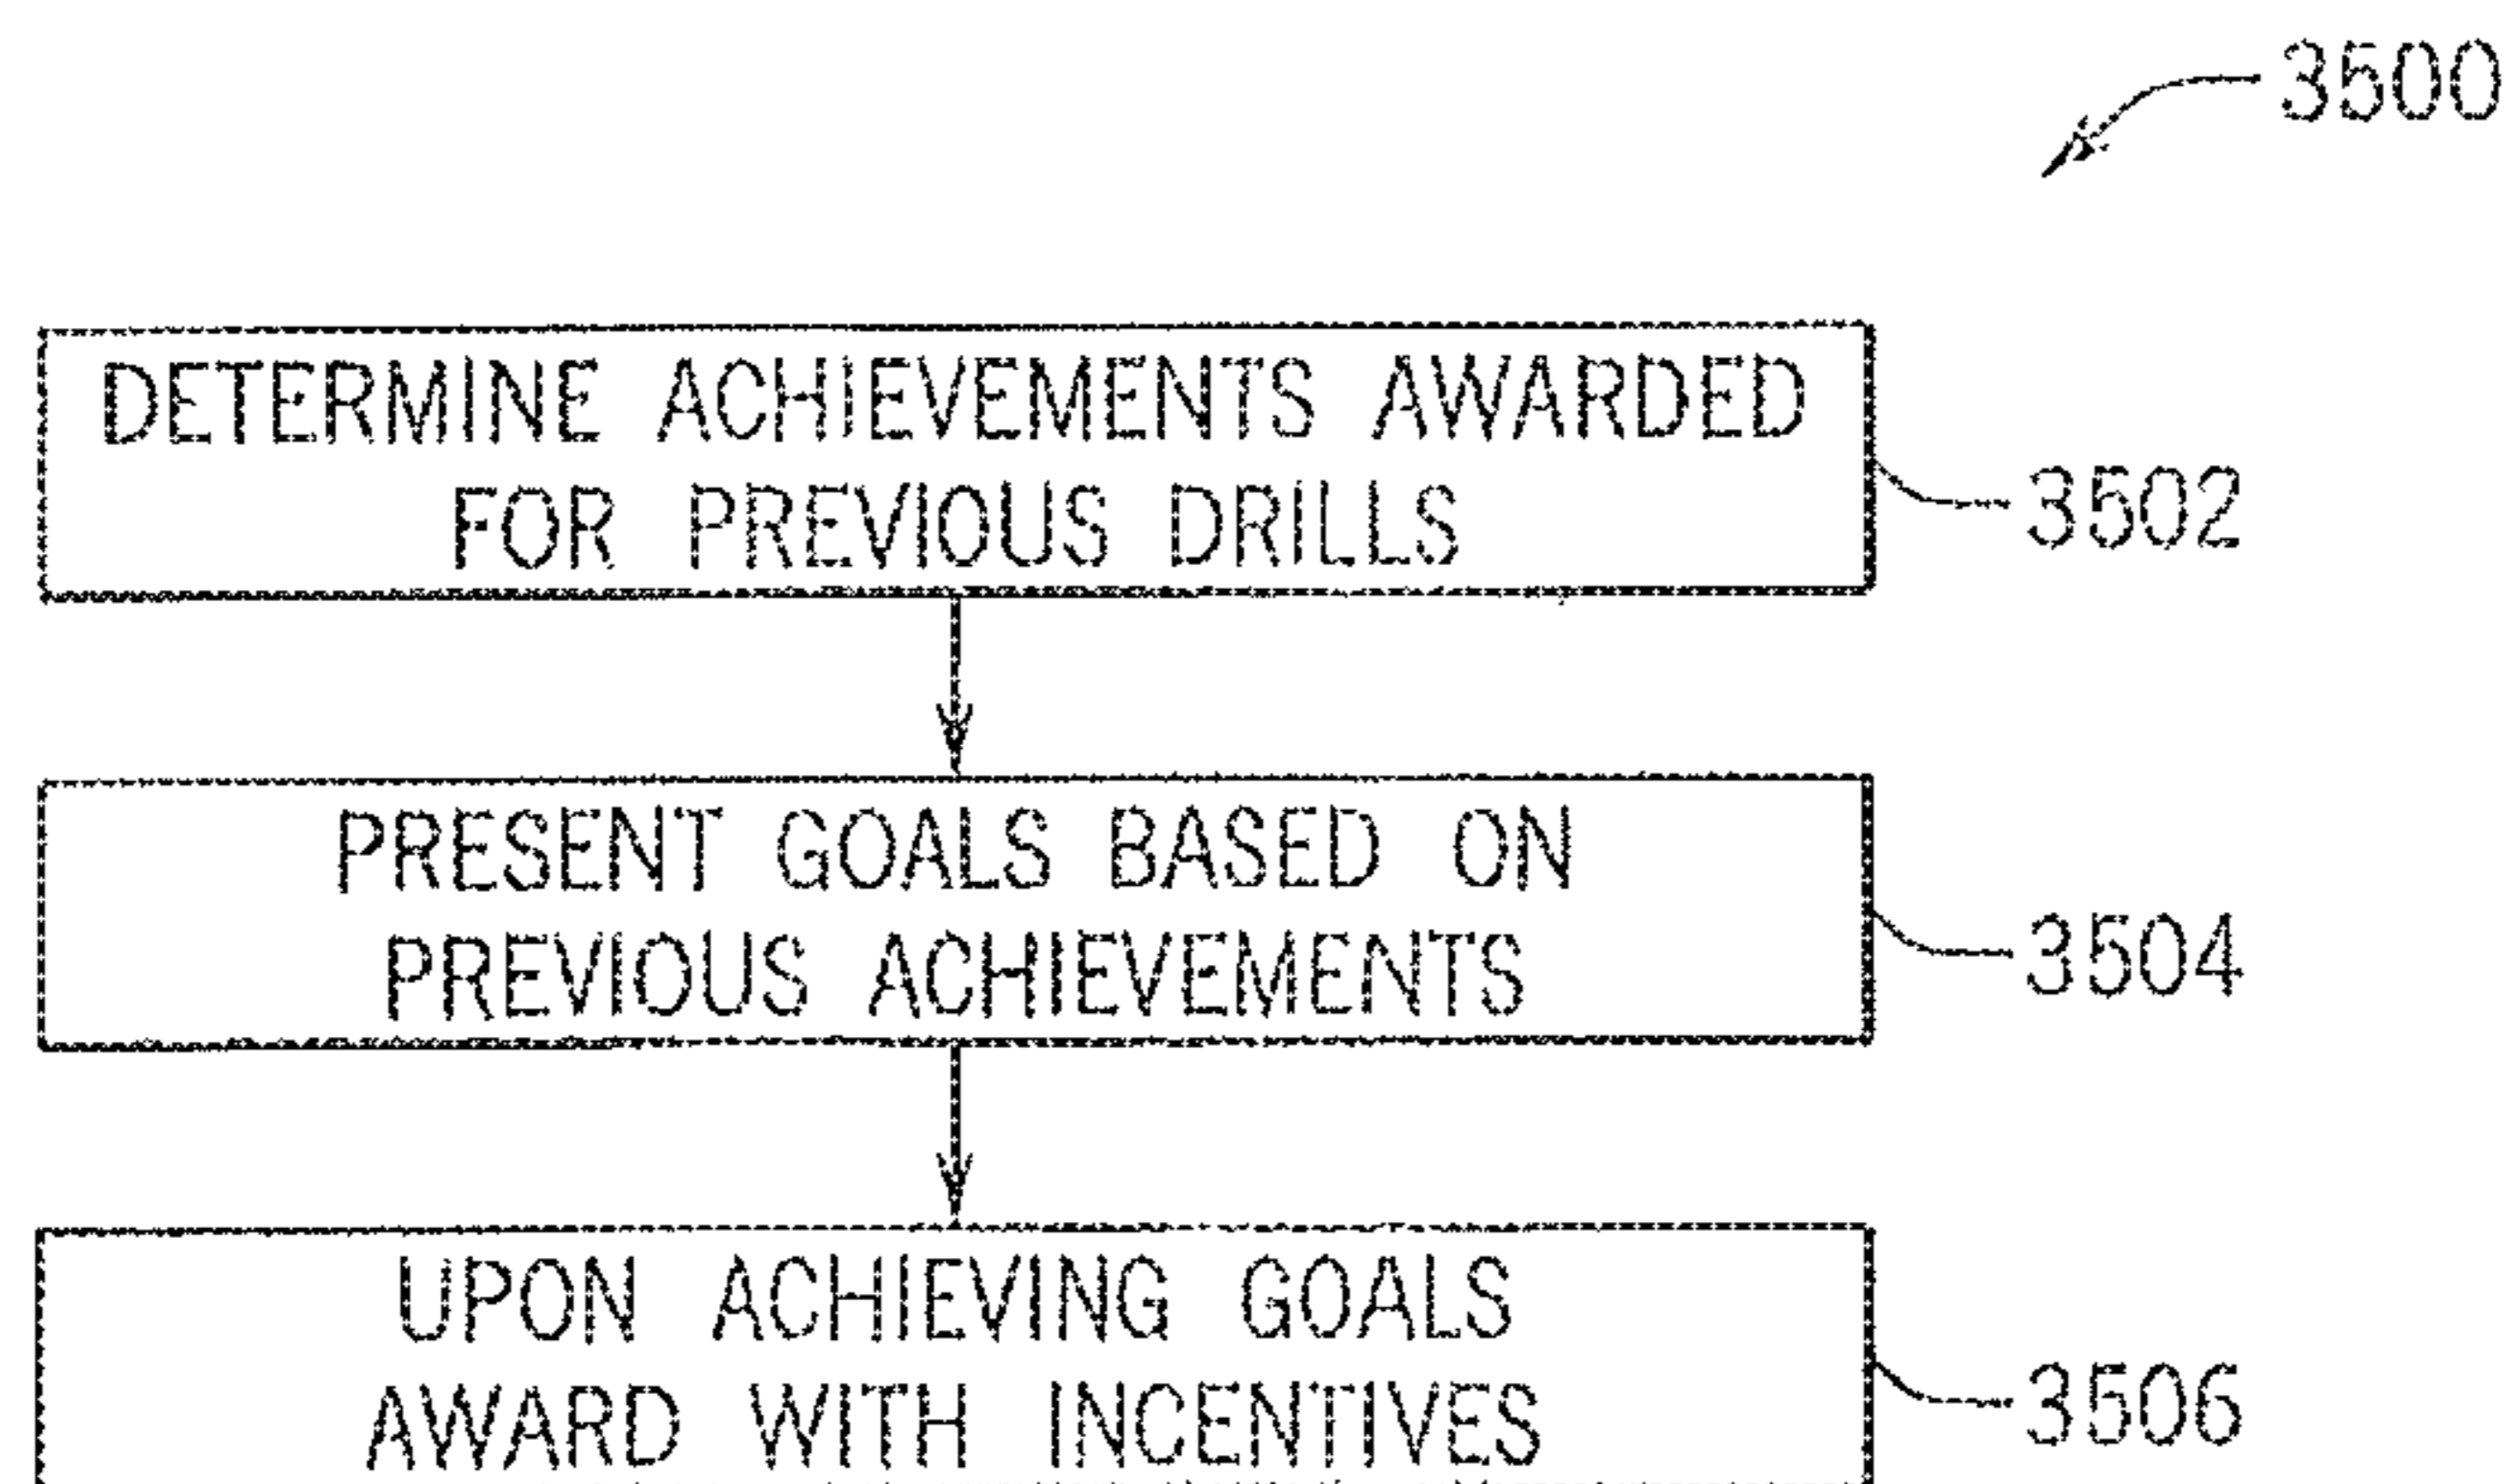 3500
DETERMINE ACHIEVEMENTS AWARDED
FOR PREVIOUS DRILLS
3502
PRESENT GOALS BASED ON
PREVIOUS ACHIEVEMENTS
3504
UPON ACHIEVING GOALS
AWARD WITH INCENTIVES
3506